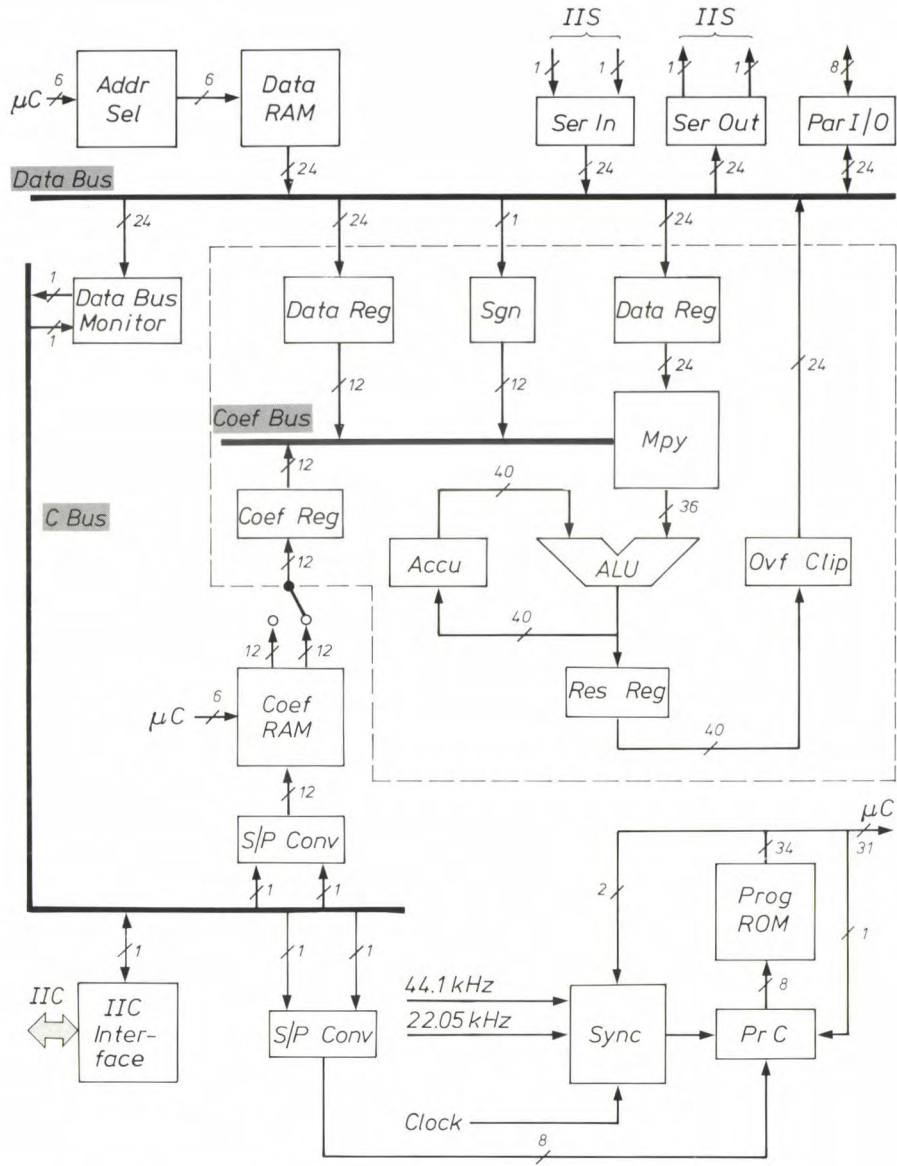 IIS IIS
μC 6 Addr Sel 6 Data RAM 1 1 1 1 8
Ser In Ser Out Par I/O
24 24 24 24
Data Bus
24 24 1 24
1 Data Bus Monitor 1 Data Reg Sgn Data Reg
12 12 24 24
Coef Bus Mpy
12 40 36
C Bus Coef Reg
12 Accu ALU Ovf Clip
12 12 40
μC 6 Coef RAM Res Reg
40
12
S/P Conv μC
1 1 34 31
2 Prog ROM 1
1 1 1
44.1 kHz 8
IIC IIC Inter- face S/P Conv 22.05 kHz Sync Pr C
Clock
8